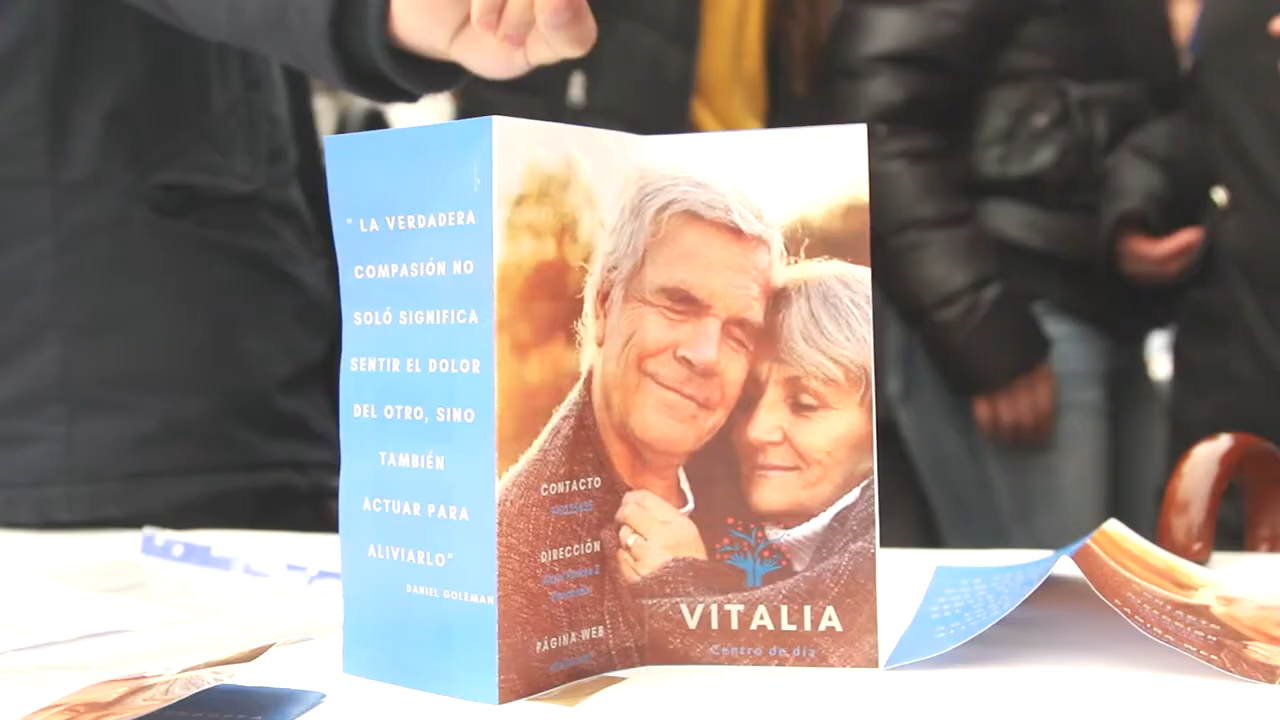 " LA VERDADERA
COMPASIÓN NO
SOLÓ SIGNIFICA
SENTIR EL DOLOR
DEL OTRO, SINO
TAMBIÉN
ACTUAR PARA
ALIVIARLO"
DANIEL GOLEMAN
CONTACTO
DIRECCIÓN
PÁGINA WEB
VITALIA
Centro de día